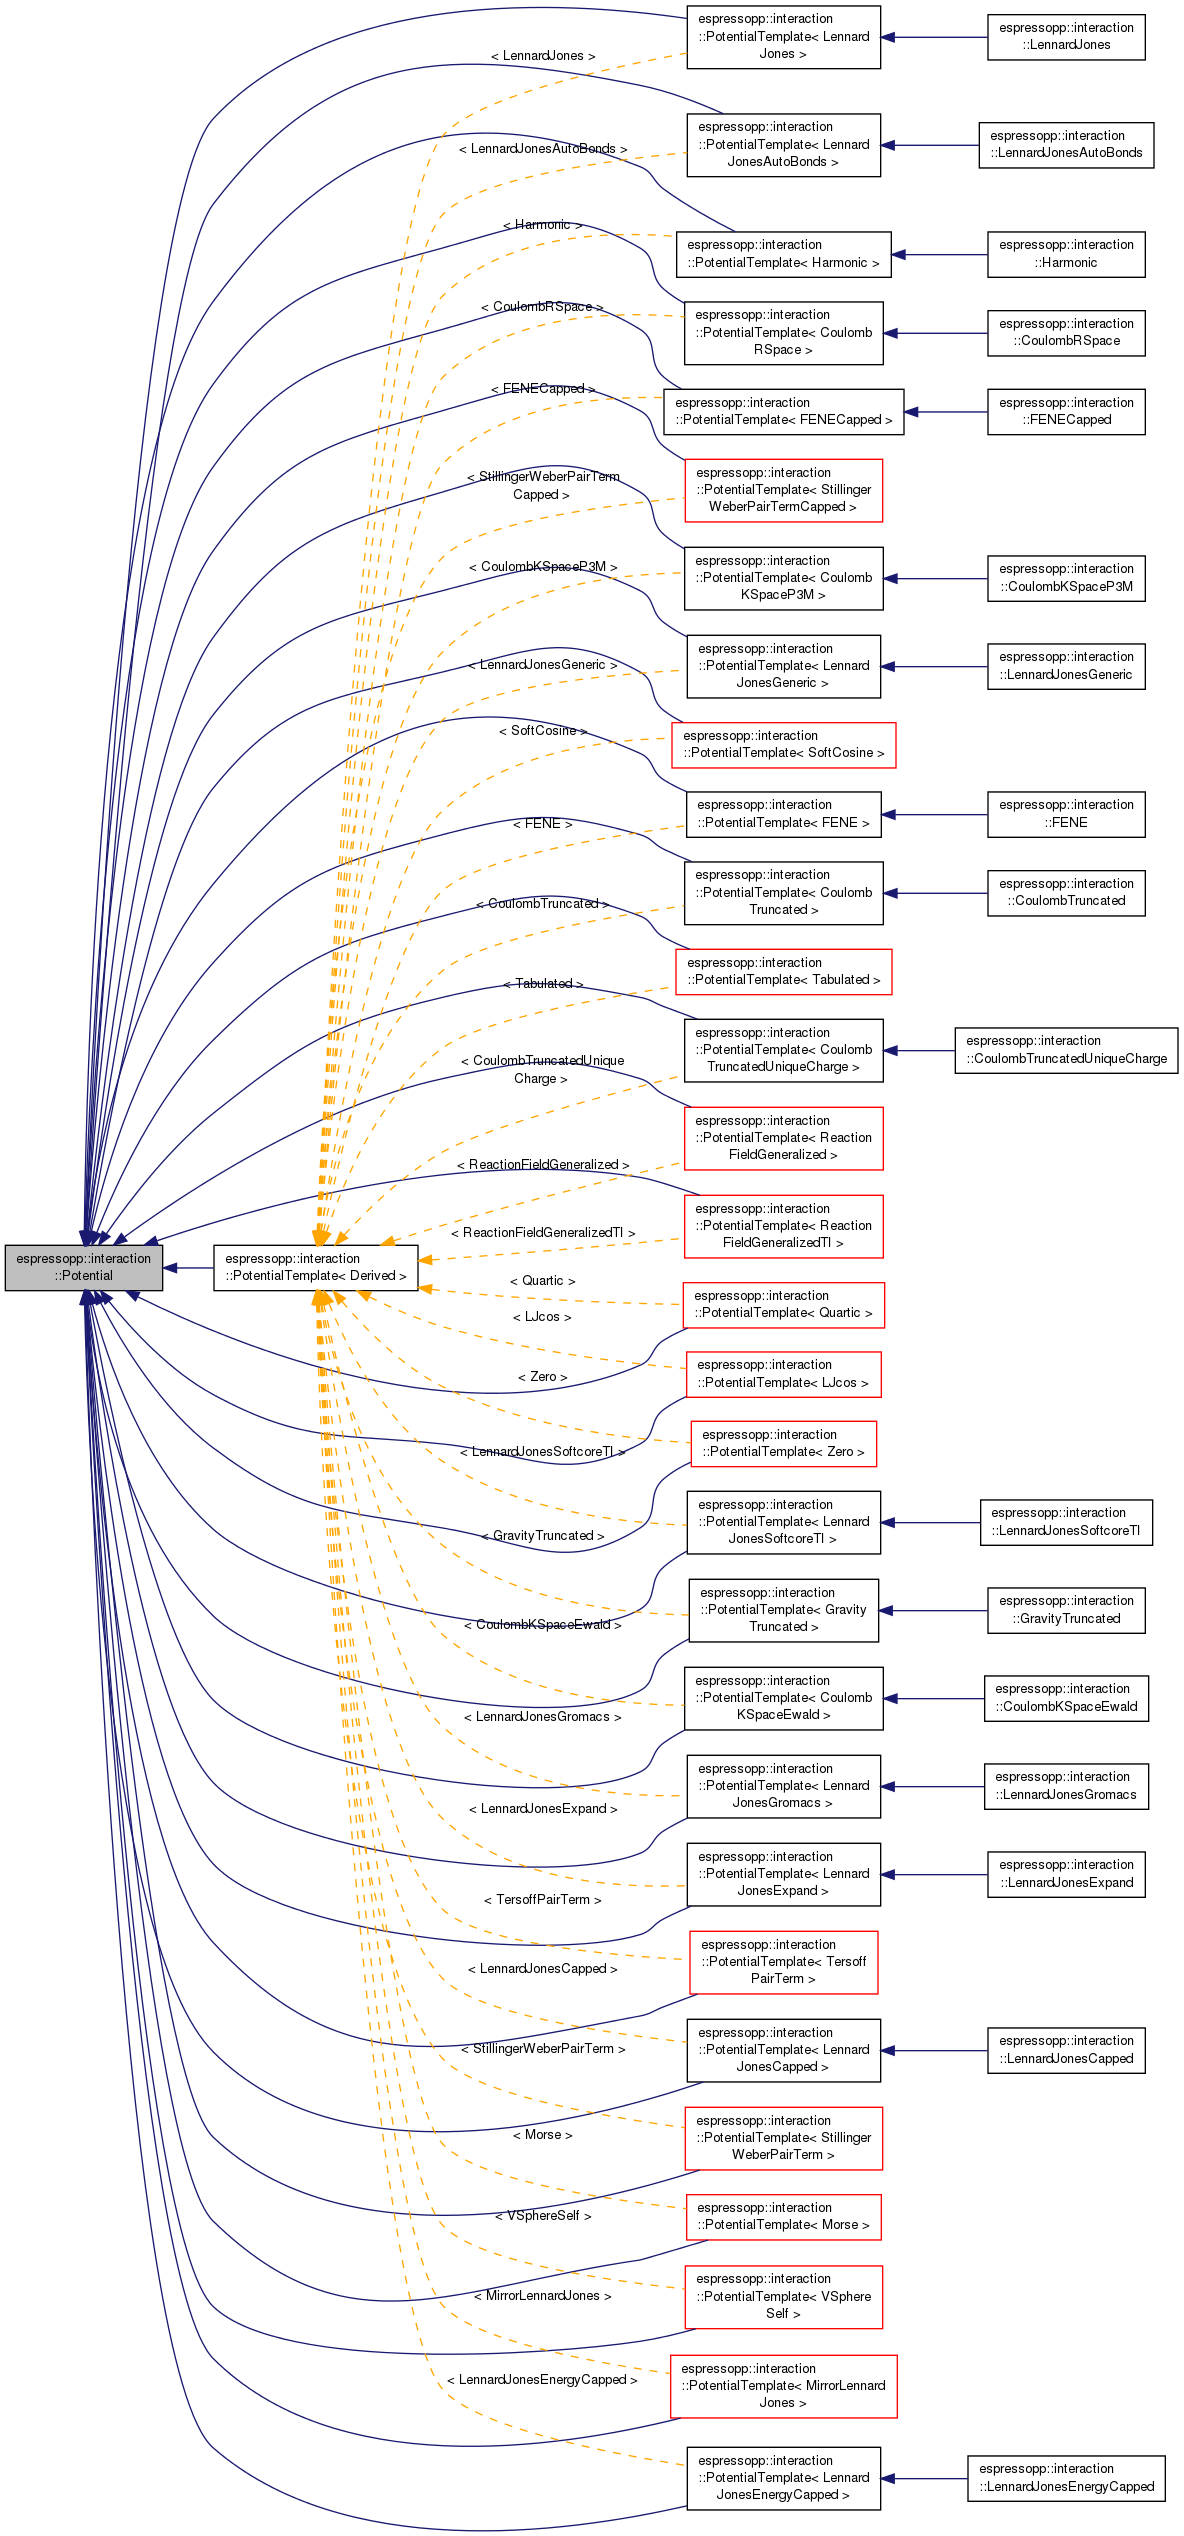 espressopp::interaction
::Potential
espressopp::interaction
::PotentialTemplate< Derived >
< LennardJones >
< LennardJonesAutoBonds >
< Harmonic >
< CoulombRSpace >
< FENECapped >
< StillingerWeberPairTerm
Capped >
< CoulombKSpaceP3M >
< LennardJonesGeneric >
< SoftCosine >
< FENE >
< CoulombTruncated >
< Tabulated >
< CoulombTruncatedUnique
Charge >
< ReactionFieldGeneralized >
< ReactionFieldGeneralizedTI >
< Quartic >
< LJcos >
< Zero >
< LennardJonesSoftcoreTI >
< GravityTruncated >
< CoulombKSpaceEwald >
< LennardJonesGromacs >
< LennardJonesExpand >
< TersoffPairTerm >
< LennardJonesCapped >
< StillingerWeberPairTerm >
< Morse >
< VSphereSelf >
< MirrorLennardJones >
< LennardJonesEnergyCapped >
espressopp::interaction
::PotentialTemplate< Lennard
Jones >
espressopp::interaction
::PotentialTemplate< Lennard
JonesAutoBonds >
espressopp::interaction
::PotentialTemplate< Harmonic >
espressopp::interaction
::PotentialTemplate< Coulomb
RSpace >
espressopp::interaction
::PotentialTemplate< FENECapped >
espressopp::interaction
::PotentialTemplate< Stillinger
WeberPairTermCapped >
espressopp::interaction
::PotentialTemplate< Coulomb
KSpaceP3M >
espressopp::interaction
::PotentialTemplate< Lennard
JonesGeneric >
espressopp::interaction
::PotentialTemplate< SoftCosine >
espressopp::interaction
::PotentialTemplate< FENE >
espressopp::interaction
::PotentialTemplate< Coulomb
Truncated >
espressopp::interaction
::PotentialTemplate< Tabulated >
espressopp::interaction
::PotentialTemplate< Coulomb
TruncatedUniqueCharge >
espressopp::interaction
::PotentialTemplate< Reaction
FieldGeneralized >
espressopp::interaction
::PotentialTemplate< Reaction
FieldGeneralizedTI >
espressopp::interaction
::PotentialTemplate< Quartic >
espressopp::interaction
::PotentialTemplate< LJcos >
espressopp::interaction
::PotentialTemplate< Zero >
espressopp::interaction
::PotentialTemplate< Lennard
JonesSoftcoreTI >
espressopp::interaction
::PotentialTemplate< Gravity
Truncated >
espressopp::interaction
::PotentialTemplate< Coulomb
KSpaceEwald >
espressopp::interaction
::PotentialTemplate< Lennard
JonesGromacs >
espressopp::interaction
::PotentialTemplate< Lennard
JonesExpand >
espressopp::interaction
::PotentialTemplate< Tersoff
PairTerm >
espressopp::interaction
::PotentialTemplate< Lennard
JonesCapped >
espressopp::interaction
::PotentialTemplate< Stillinger
WeberPairTerm >
espressopp::interaction
::PotentialTemplate< Morse >
espressopp::interaction
::PotentialTemplate< VSphere
Self >
espressopp::interaction
::PotentialTemplate< MirrorLennard
Jones >
espressopp::interaction
::PotentialTemplate< Lennard
JonesEnergyCapped >
espressopp::interaction
::LennardJones
espressopp::interaction
::LennardJonesAutoBonds
espressopp::interaction
::Harmonic
espressopp::interaction
::CoulombRSpace
espressopp::interaction
::FENECapped
espressopp::interaction
::CoulombKSpaceP3M
espressopp::interaction
::LennardJonesGeneric
espressopp::interaction
::FENE
espressopp::interaction
::CoulombTruncated
espressopp::interaction
::CoulombTruncatedUniqueCharge
espressopp::interaction
::LennardJonesSoftcoreTI
espressopp::interaction
::GravityTruncated
espressopp::interaction
::CoulombKSpaceEwald
espressopp::interaction
::LennardJonesGromacs
espressopp::interaction
::LennardJonesExpand
espressopp::interaction
::LennardJonesCapped
espressopp::interaction
::LennardJonesEnergyCapped